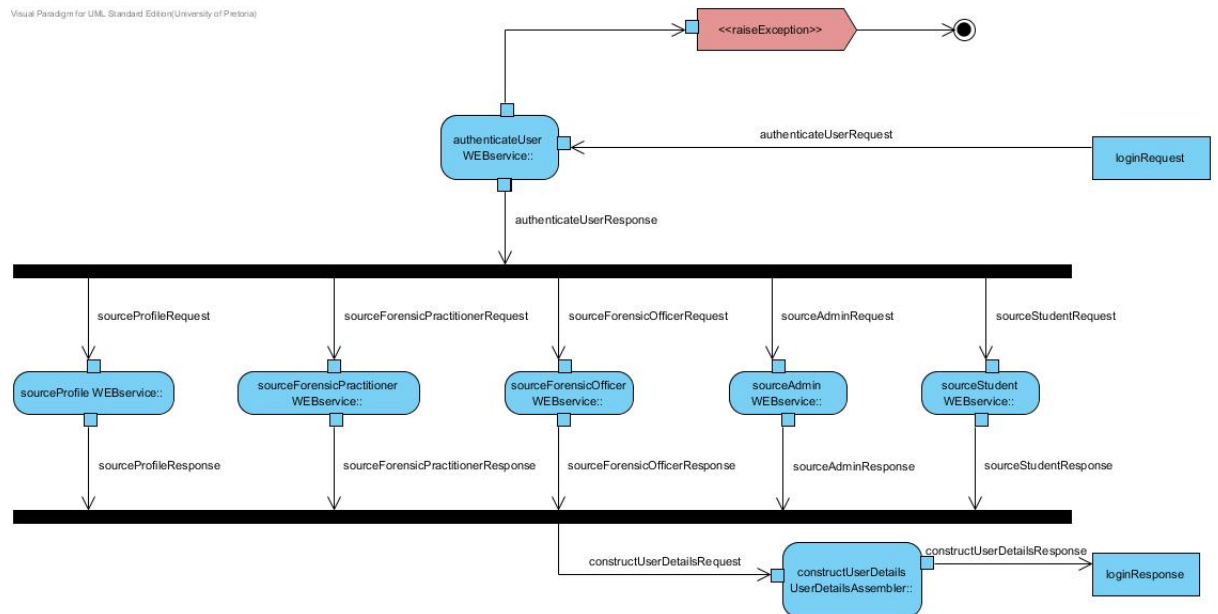 Visual Paradigm for UML Standard Edition(University of Pretoria)
<<raiseException>>
authenticateUser
WEBservice::
authenticateUserRequest
loginRequest
authenticateUserResponse
sourceProfileRequest
sourceForensicPractitionerRequest
sourceForensicOfficerRequest
sourceAdminRequest
sourceStudentRequest
sourceProfile WEBservice::
sourceForensicPractitioner
WEBservice::
sourceForensicOfficer
WEBservice::
sourceAdmin
WEBservice::
sourceStudent
WEBservice::
sourceProfileResponse
sourceForensicPractitionerResponse
sourceForensicOfficerResponse
sourceAdminResponse
sourceStudentResponse
constructUserDetailsRequest
constructUserDetails
UserDetailsAssembler::
constructUserDetailsResponse
loginResponse